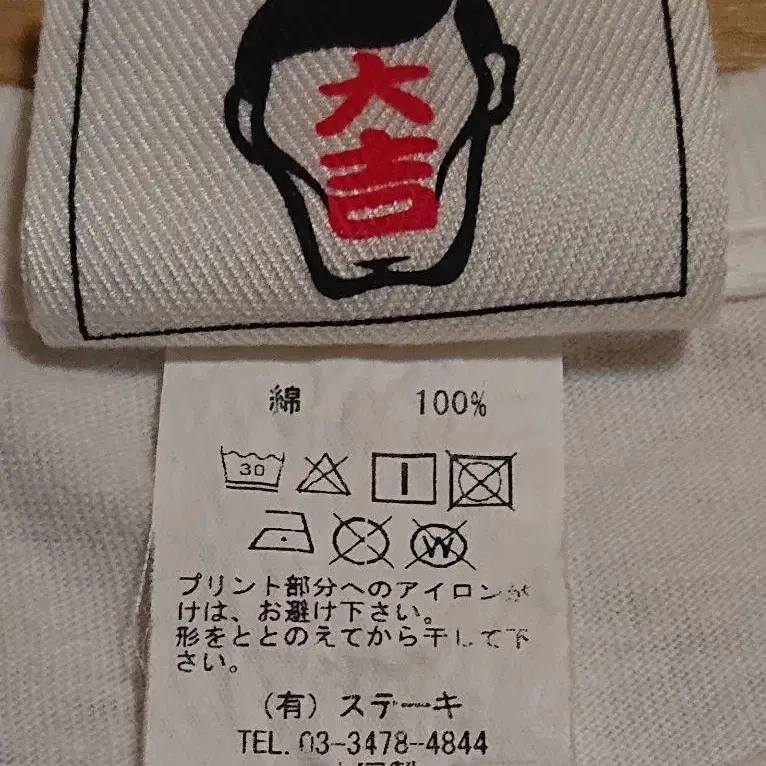 大吉
綿 100%
30
W
プリント部分へのアイロンが
けは、お避け下さい。
形をととのえてから干して下
さい。
(有) ステーキ
TEL. 03-3478-4844